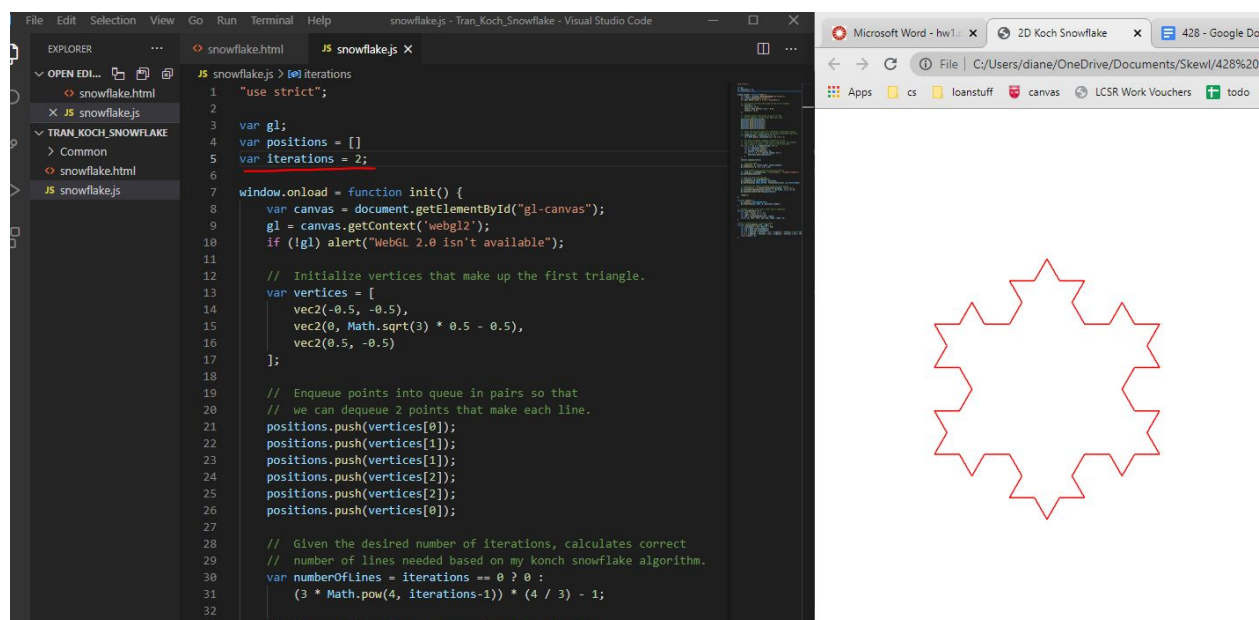 File Edit Selection View Go Run Terminal Help snowflake.js - Tran_Koch_Snowflake - Visual Studio Code
EXPLORER
OPEN EDI...
snowflake.html
JS snowflake.js
TRAN_KOCH_SNOWFLAKE
Common
snowflake.html
JS snowflake.js
snowflake.html JS snowflake.js
JS snowflake.js > iterations
1 "use strict";
2
3 var gl;
4 var positions = []
5 var iterations = 2;
6
7 window.onload = function init() {
8 var canvas = document.getElementById("gl-canvas");
9 gl = canvas.getContext('webgl2');
10 if (!gl) alert("WebGL 2.0 isn't available");
11
12 // Initialize vertices that make up the first triangle.
13 var vertices = [
14 vec2(-0.5, -0.5),
15 vec2(0, Math.sqrt(3) * 0.5 - 0.5),
16 vec2(0.5, -0.5)
17 ];
18
19 // Enqueue points into queue in pairs so that
20 // we can dequeue 2 points that make each line.
21 positions.push(vertices[0]);
22 positions.push(vertices[1]);
23 positions.push(vertices[1]);
24 positions.push(vertices[2]);
25 positions.push(vertices[2]);
26 positions.push(vertices[0]);
27
28 // Given the desired number of iterations, calculates correct
29 // number of lines needed based on my konch snowflake algorithm.
30 var numberOfLines = iterations == 0 ? 0 :
31 (3 * Math.pow(4, iterations-1)) * (4 / 3) - 1;
32
Microsoft Word - hw1. 2D Koch Snowflake 428 - Google Do
File | C:/Users/diane/OneDrive/Documents/Skewl/428%20
Apps cs loanstuff canvas LCSR Work Vouchers todo